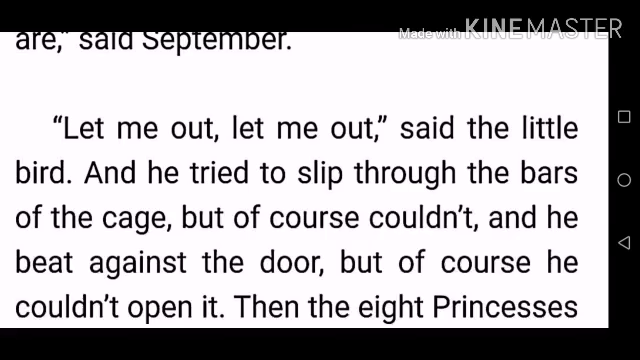 Made with KINEMASTER
are,” said September.
“Let me out, let me out,” said the little
bird. And he tried to slip through the bars
of the cage, but of course couldn’t, and he
beat against the door, but of course he
couldn’t open it. Then the eight Princesses